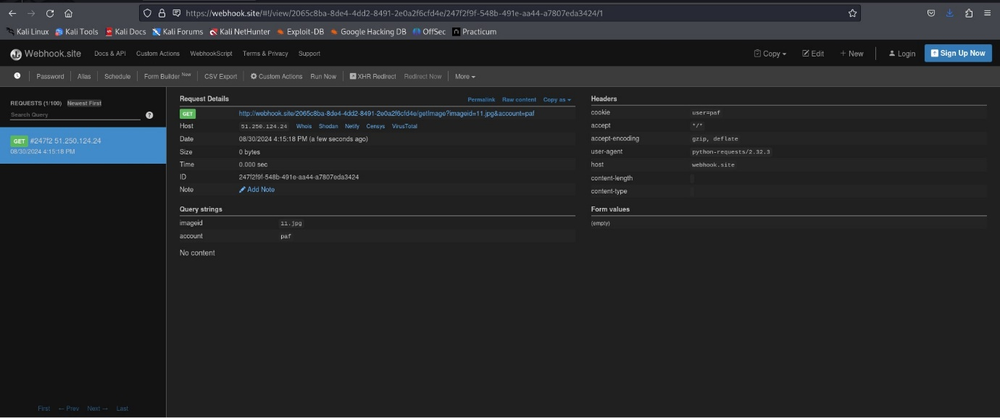 https://webhook.site/#!/view/2065c8ba-8de4-4dd2-8491-2e0a2f6cfd4e/247f2f9f-548b-491e-aa44-a7807eda3424/1
Kali Linux Kali Tools Kali Docs Kali Forums Kali NetHunter Exploit-DB Google Hacking DB OffSec Practicum
Webhook.site Docs & API Custom Actions WebhookScript Terms & Privacy Support Copy Edit + New Login Sign Up Now
Password Alias Schedule Form Builder New CSV Export Custom Actions Run Now XHR Redirect Redirect Now More
REQUESTS (1/100) Newest First
Search Query ?
GET #247f2 51.250.124.24
08/30/2024 4:15:18 PM
First ← Prev Next → Last
Request Details Permalink Raw content Copy as
GET http://webhook.site/2065c8ba-8de4-4dd2-8491-2e0a2f6cfd4e/getImage?imageid=11.jpg&account=paf
Host 51.250.124.24 Whois Shodan Netify Censys VirusTotal
Date 08/30/2024 4:15:18 PM (a few seconds ago)
Size 0 bytes
Time 0.000 sec
ID 247f2f9f-548b-491e-aa44-a7807eda3424
Note Add Note
Query strings
imageid 11.jpg
account paf
No content
Headers
cookie user=paf
accept */*
accept-encoding gzip, deflate
user-agent python-requests/2.32.3
host webhook.site
content-length
content-type
Form values
(empty)